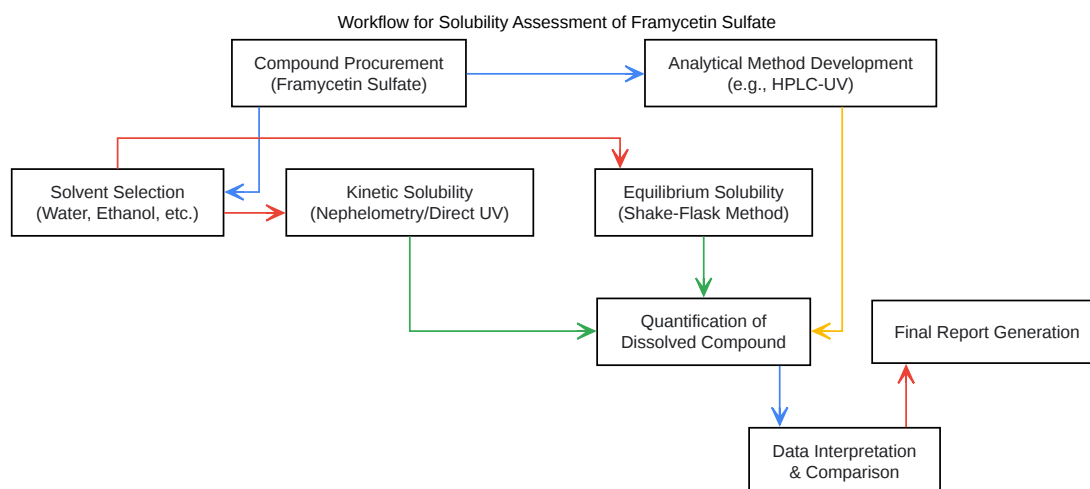 Workflow for Solubility Assessment of Framycetin Sulfate
Compound Procurement
(Framycetin Sulfate)
Analytical Method Development
(e.g., HPLC-UV)
Solvent Selection
(Water, Ethanol, etc.)
Kinetic Solubility
(Nephelometry/Direct UV)
Equilibrium Solubility
(Shake-Flask Method)
Quantification of
Dissolved Compound
Final Report Generation
Data Interpretation
& Comparison